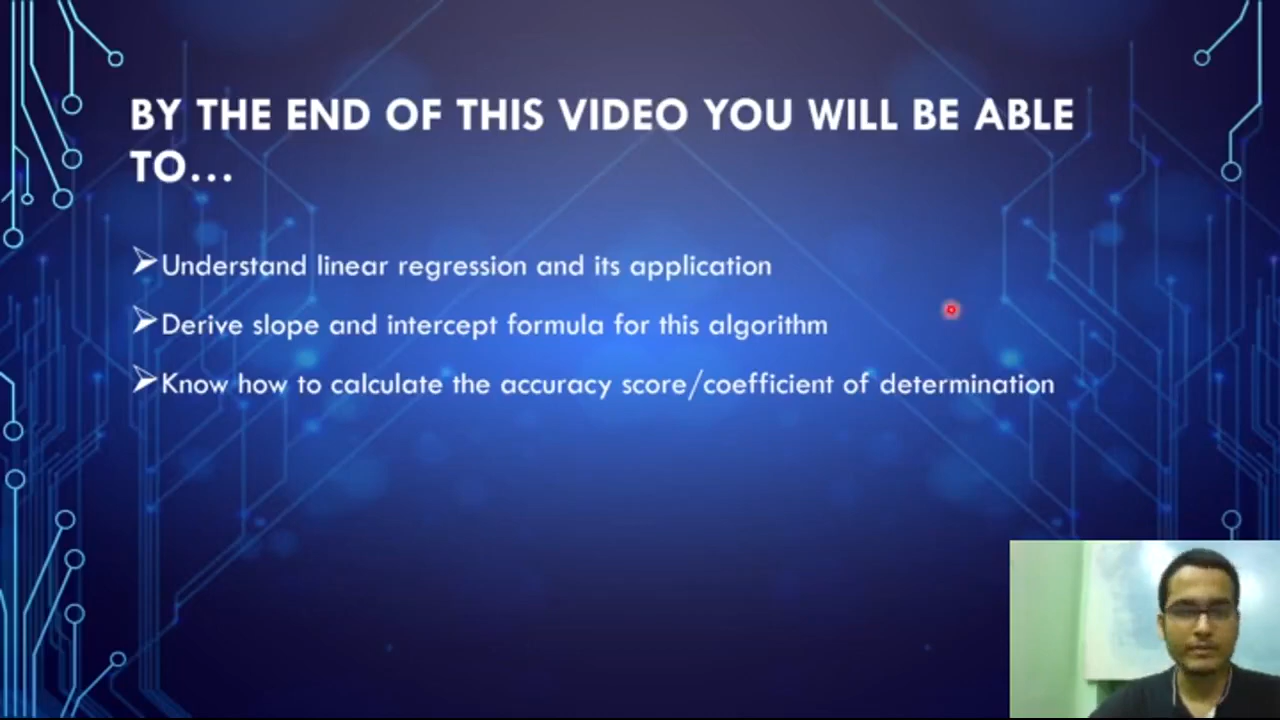 BY THE END OF THIS VIDEO YOU WILL BE ABLE
TO...
Understand linear regression and its application
Derive slope and intercept formula for this algorithm
Know how to calculate the accuracy score/coefficient of determination